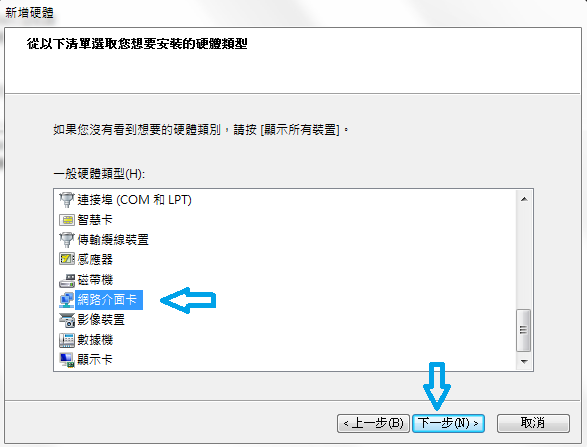 新增硬體
從以下清單選取您想要安裝的硬體類型
如果您沒有看到想要的硬體類別，請按 [顯示所有裝置]。
一般硬體類型(H):
連接埠 (COM 和 LPT)
智慧卡
傳輸纜線裝置
感應器
磁帶機
網路介面卡
影像裝置
數據機
顯示卡
< 上一步(B)
下一步(N) >
取消